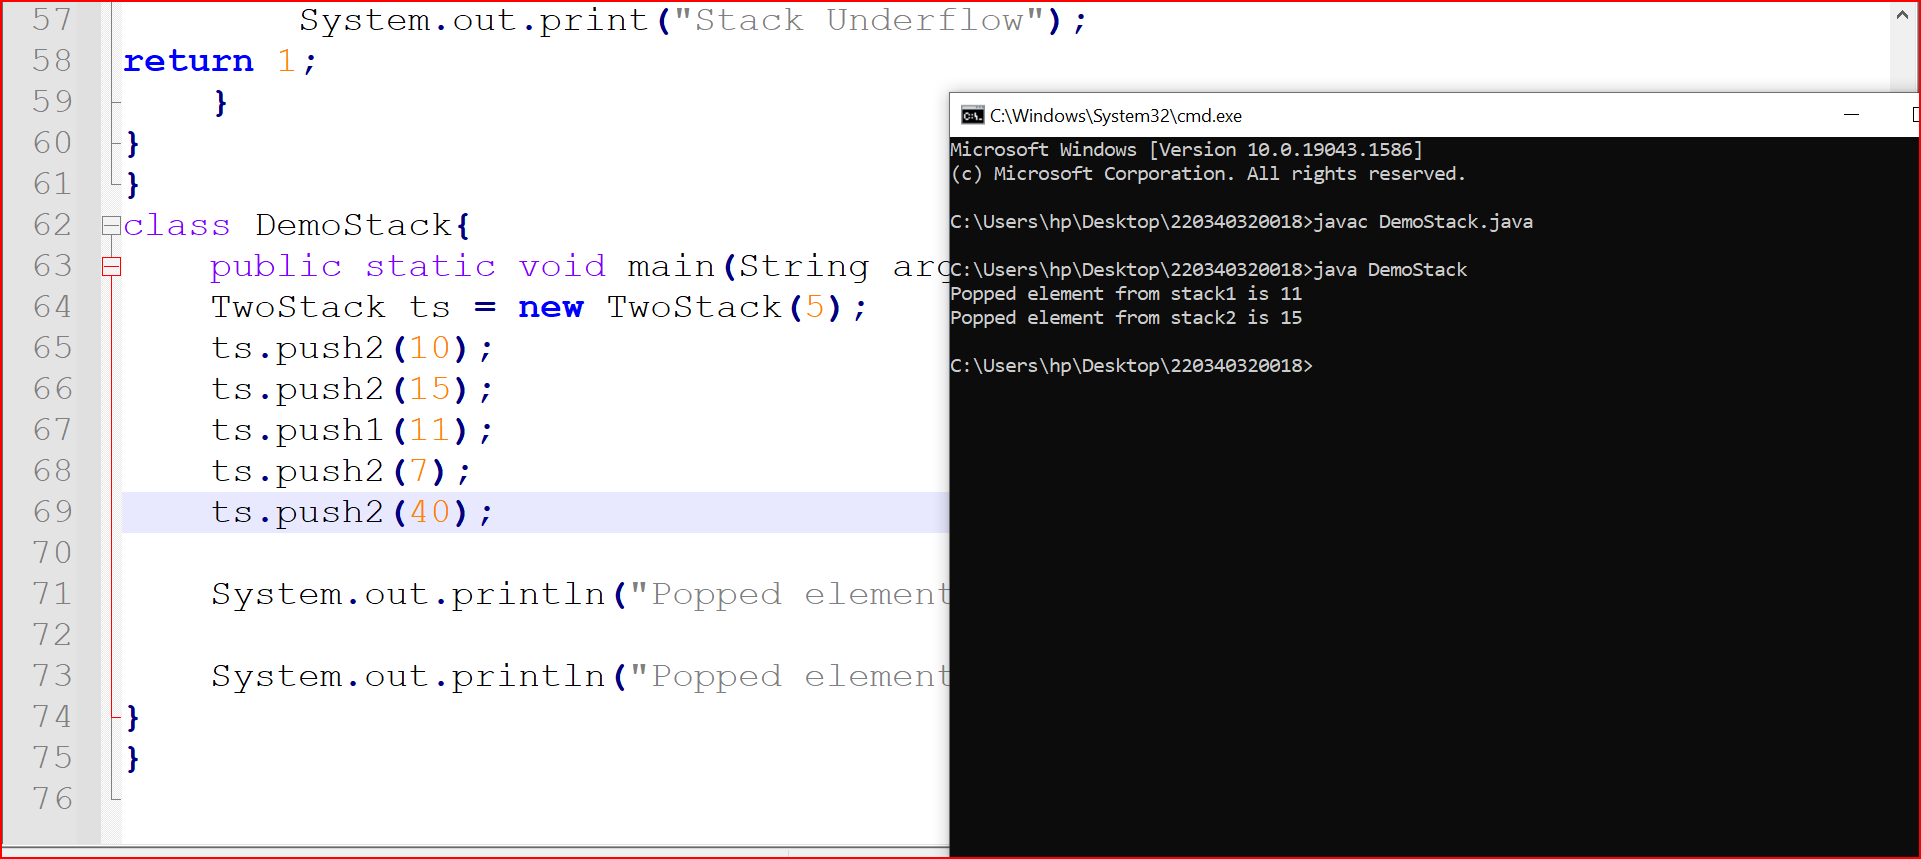 57 System.out.print("Stack Underflow");
58 return 1;
59 }
60 }
61 }
62 class DemoStack{
63 public static void main(String
64 TwoStack ts = new TwoStack(5);
65 ts.push2(10);
66 ts.push2(15);
67 ts.push1(11);
68 ts.push2(7);
69 ts.push2(40);
70
71 System.out.println("Popped element
72
73 System.out.println("Popped element
74 }
75 }
76
C:\Windows\System32\cmd.exe
Microsoft Windows [Version 10.0.19043.1586]
(c) Microsoft Corporation. All rights reserved.
C:\Users\hp\Desktop\220340320018>javac DemoStack.java
C:\Users\hp\Desktop\220340320018>java DemoStack
Popped element from stack1 is 11
Popped element from stack2 is 15
C:\Users\hp\Desktop\220340320018>